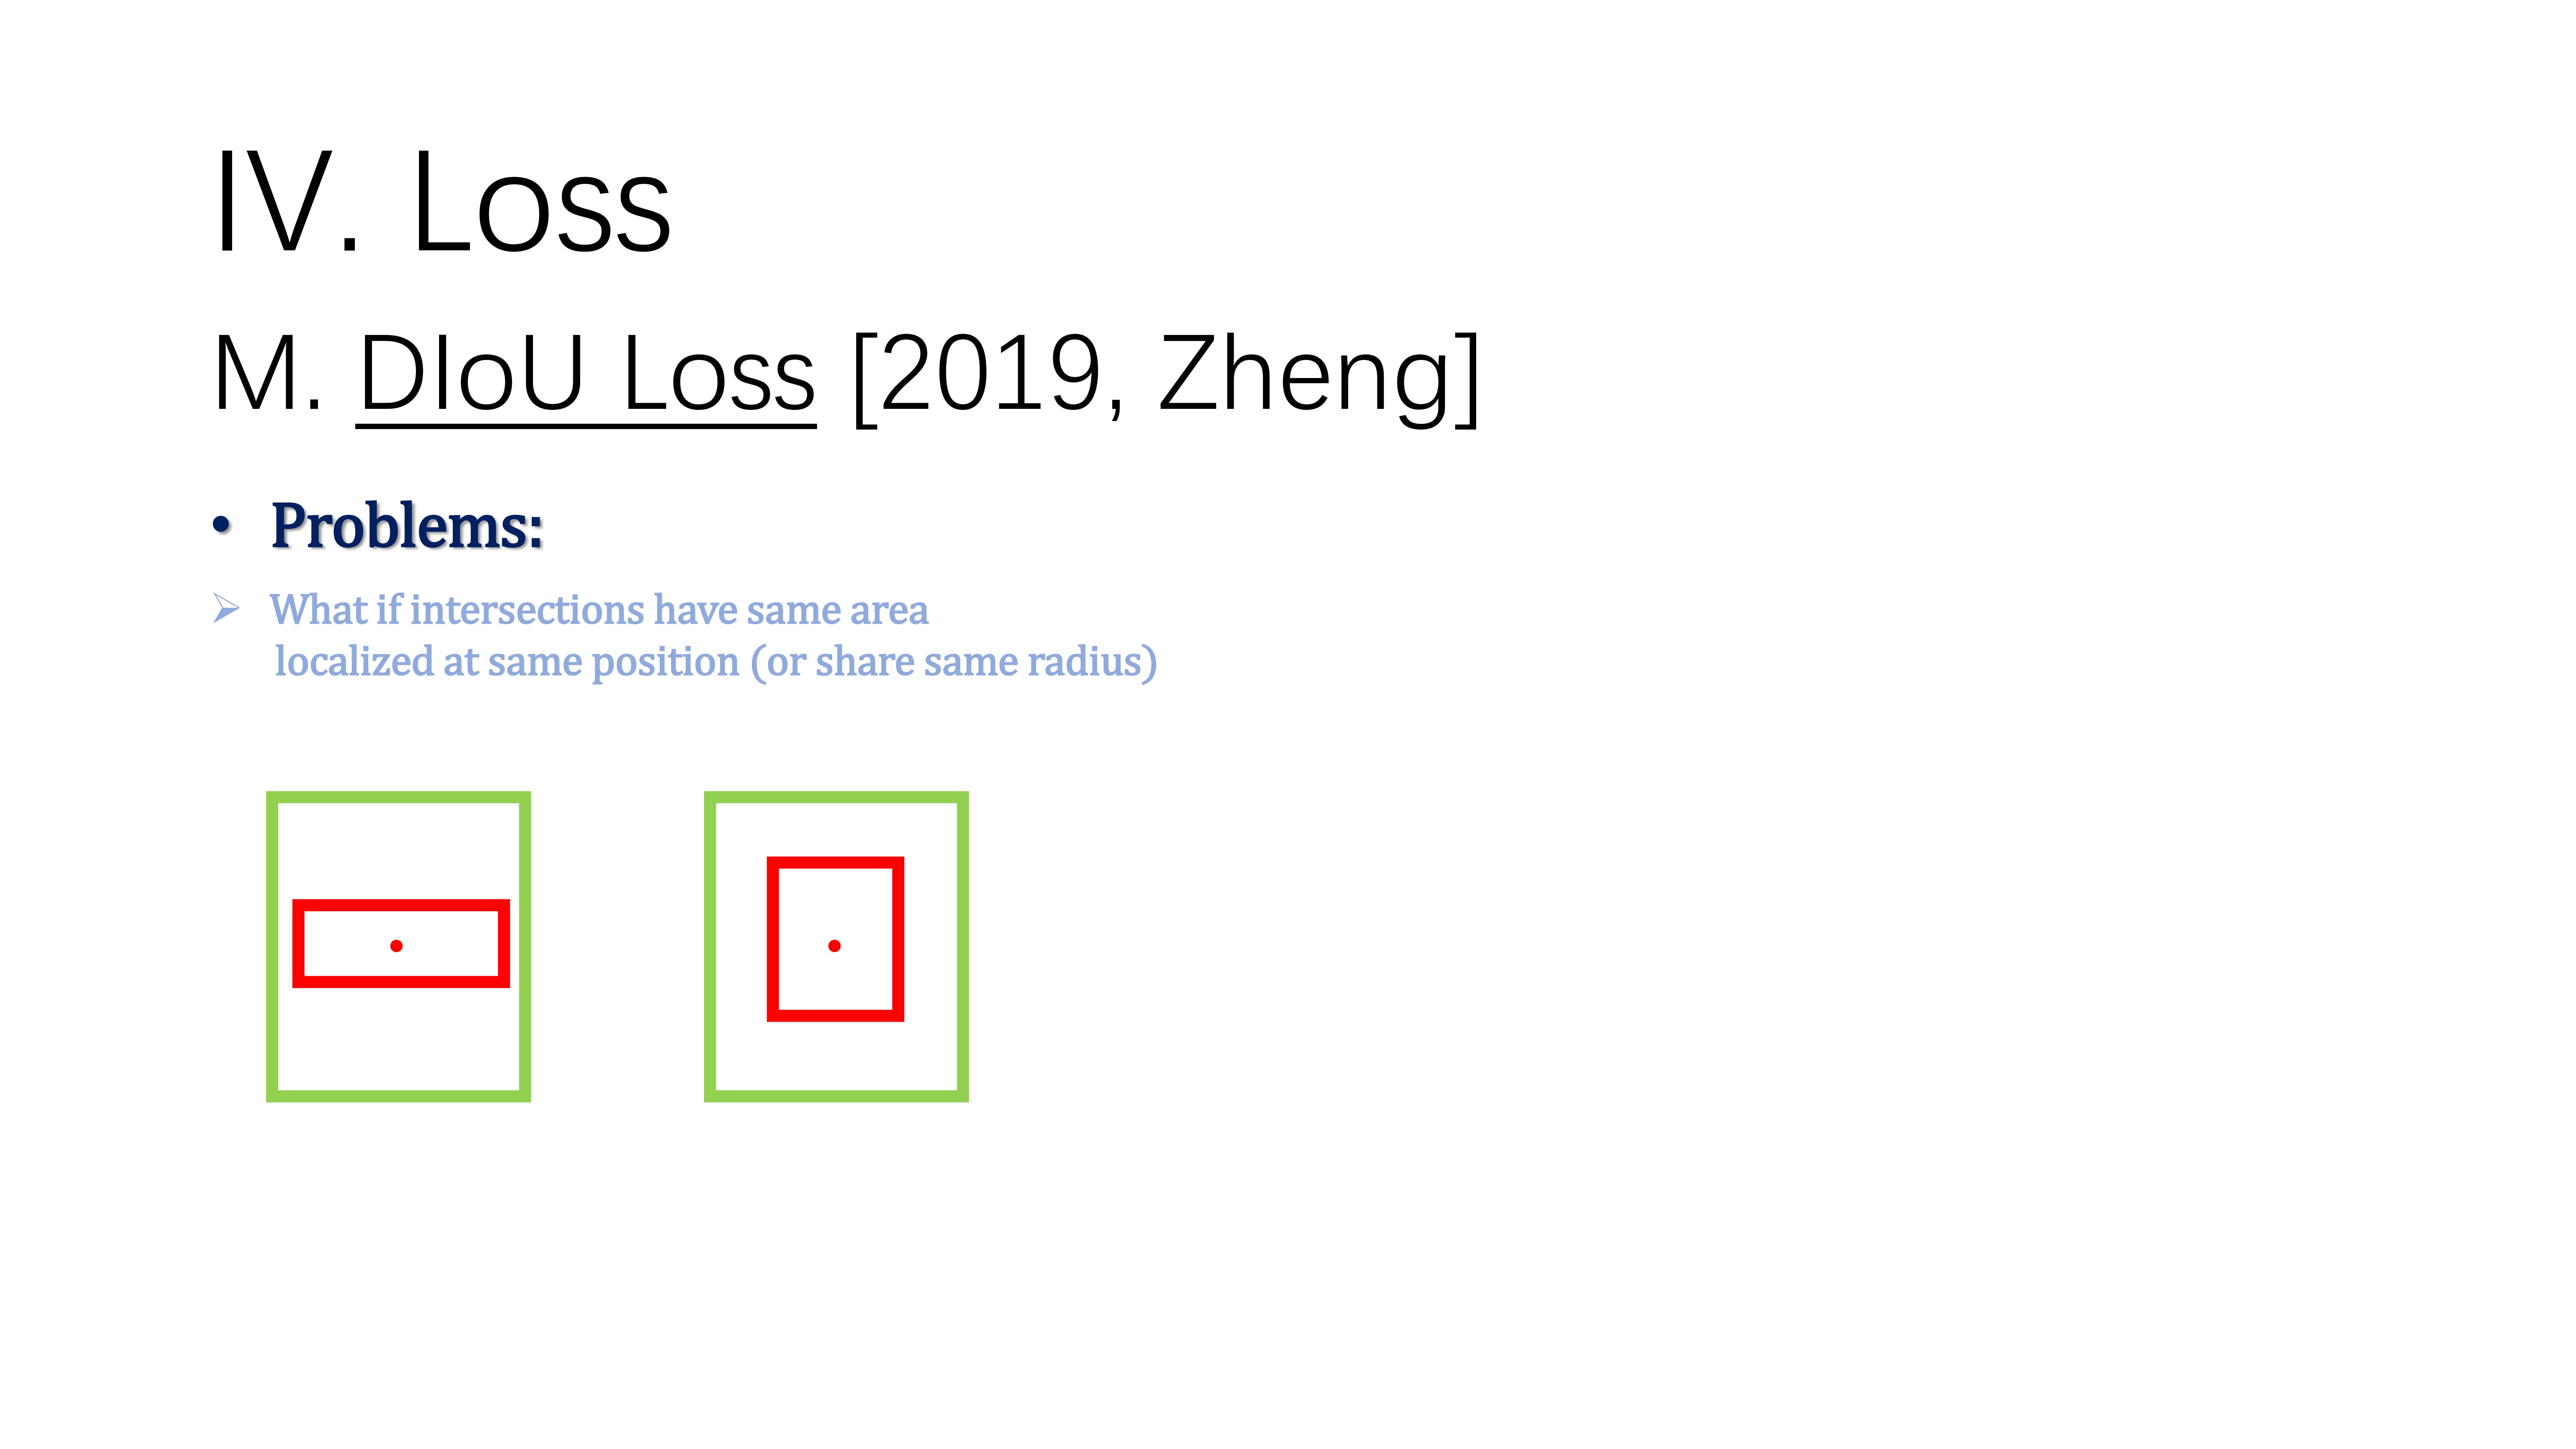 IV. Loss
M. DIoU Loss [2019, Zheng]
• Problems:
➢ What if intersections have same area
localized at same position (or share same radius)